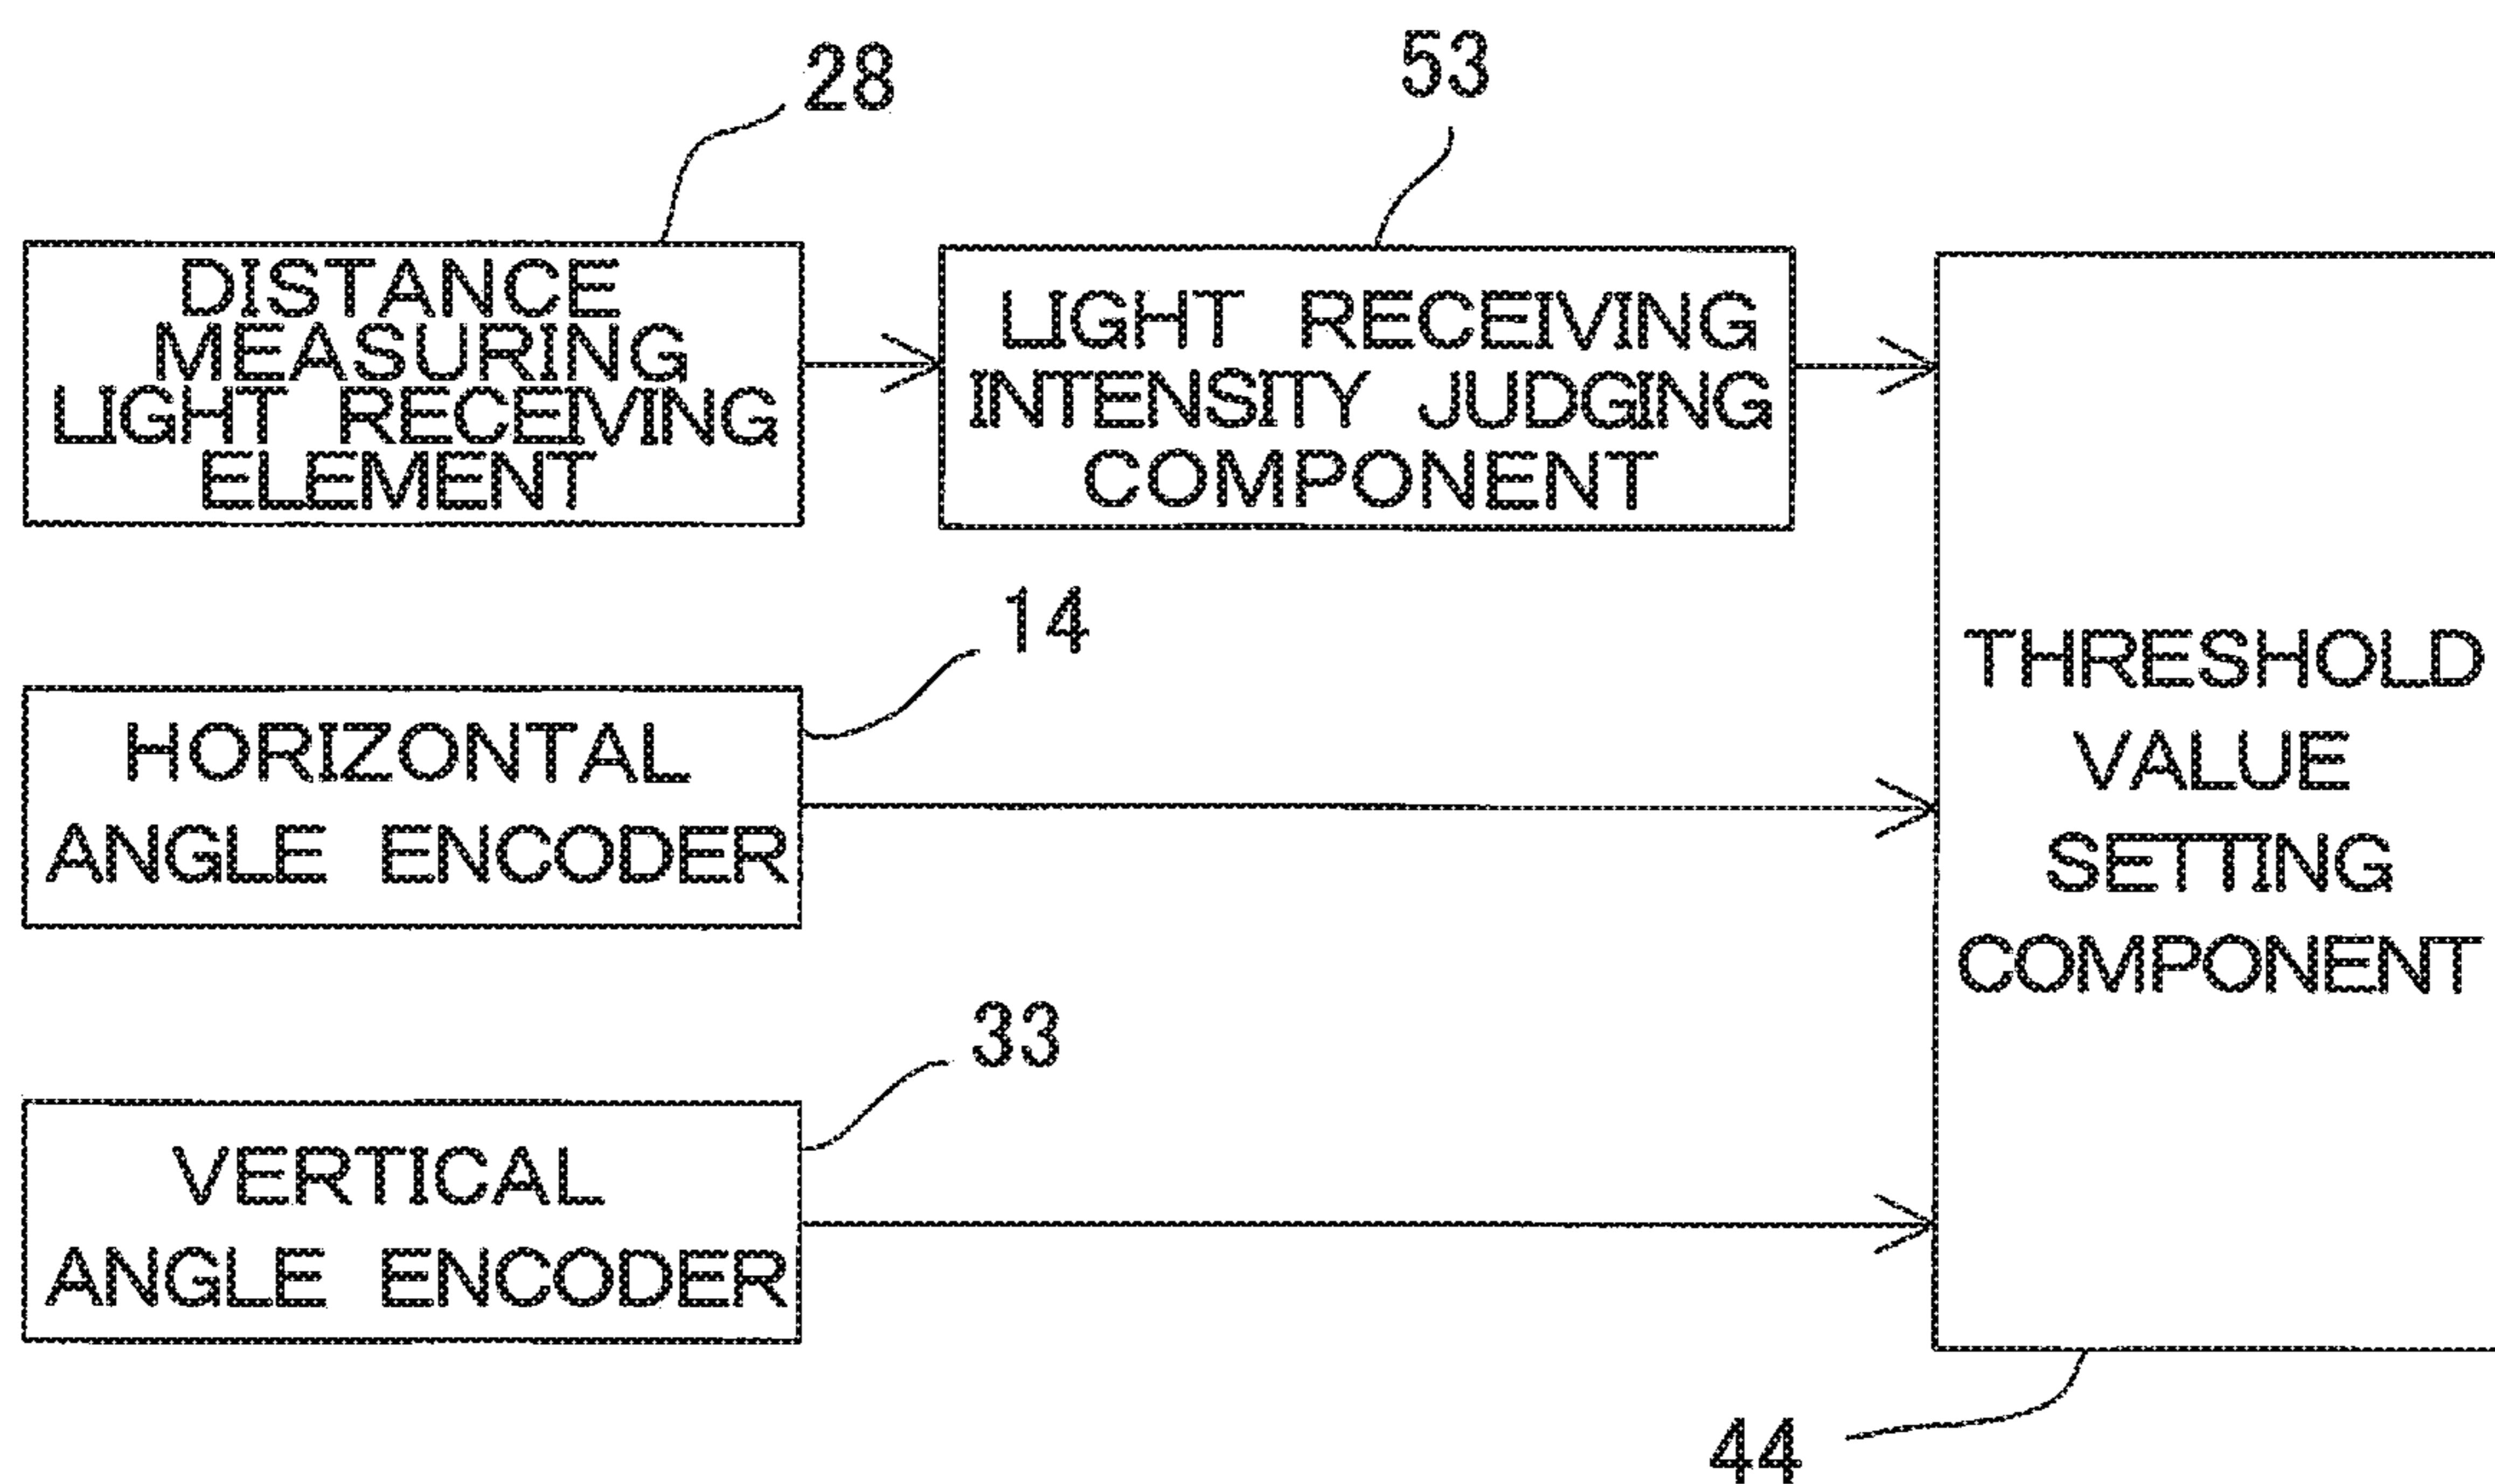 28
53
DISTANCE
MEASURING
LIGHT RECEIVING
ELEMENT
LIGHT RECEIVING
INTENSITY JUDGING
COMPONENT
14
HORIZONTAL
ANGLE ENCODER
THRESHOLD
VALUE
SETTING
COMPONENT
33
VERTICAL
ANGLE ENCODER
44